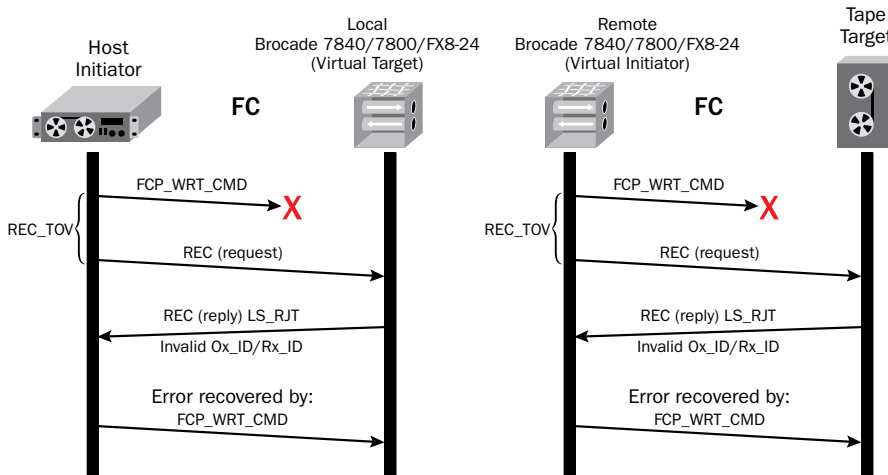 Host
Initiator
Local
Brocade 7840/7800/FX8-24
(Virtual Target)
Remote
Brocade 7840/7800/FX8-24
(Virtual Initiator)
Tape
Target
FC
FC
FCP_WRT_CMD
X
REC_TOV
REC (request)
REC (reply) LS_RJT
Invalid Ox_ID/Rx_ID
Error recovered by:
FCP_WRT_CMD
FCP_WRT_CMD
X
REC_TOV
REC (request)
REC (reply) LS_RJT
Invalid Ox_ID/Rx_ID
Error recovered by:
FCP_WRT_CMD